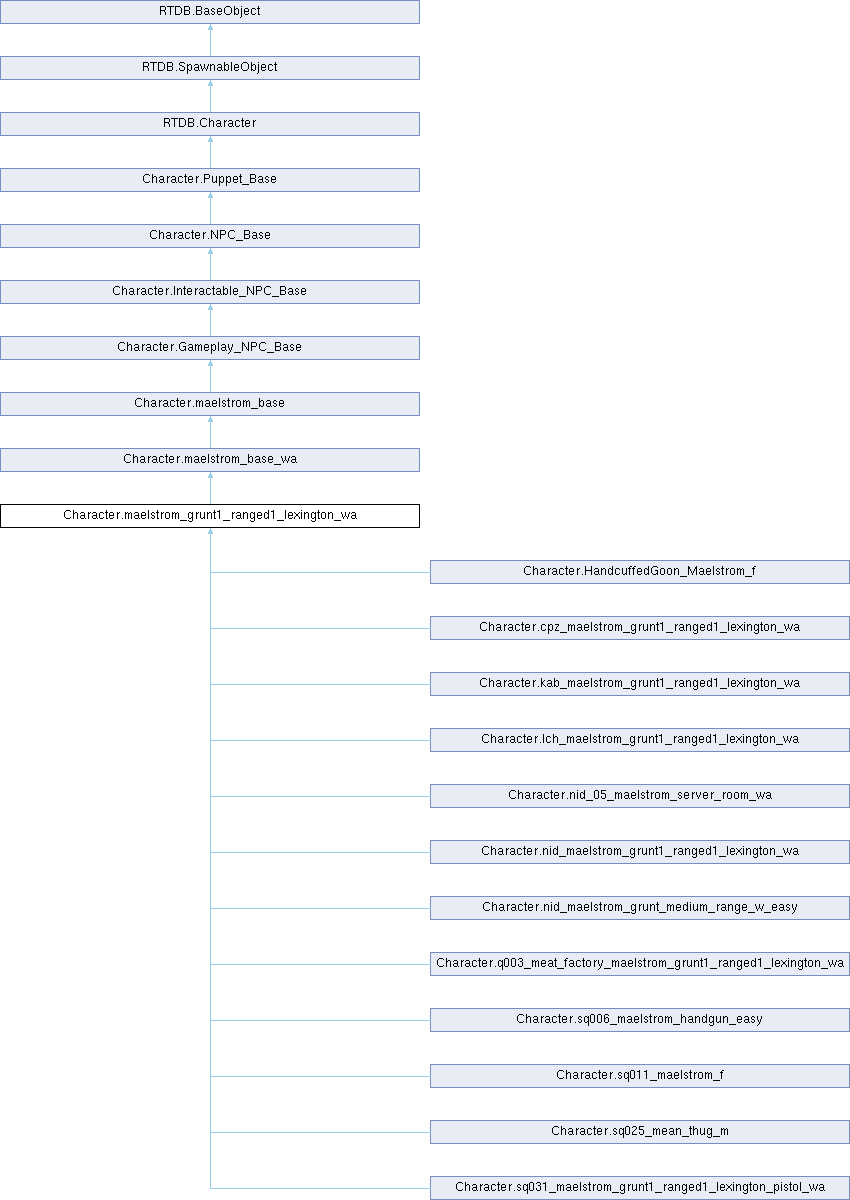 RTDB.BaseObject
RTDB.SpawnableObject
RTDB.Character
Character.Puppet_Base
Character.NPC_Base
Character.Interactable_NPC_Base
Character.Gameplay_NPC_Base
Character.maelstrom_base
Character.maelstrom_base_wa
Character.maelstrom_grunt1_ranged1_lexington_wa
Character.HandcuffedGoon_Maelstrom_f
Character.cpz_maelstrom_grunt1_ranged1_lexington_wa
Character.kab_maelstrom_grunt1_ranged1_lexington_wa
Character.lch_maelstrom_grunt1_ranged1_lexington_wa
Character.nid_05_maelstrom_server_room_wa
Character.nid_maelstrom_grunt1_ranged1_lexington_wa
Character.nid_maelstrom_grunt_medium_range_w_easy
Character.q003_meat_factory_maelstrom_grunt1_ranged1_lexington_wa
Character.sq006_maelstrom_handgun_easy
Character.sq011_maelstrom_f
Character.sq025_mean_thug_m
Character.sq031_maelstrom_grunt1_ranged1_lexington_pistol_wa